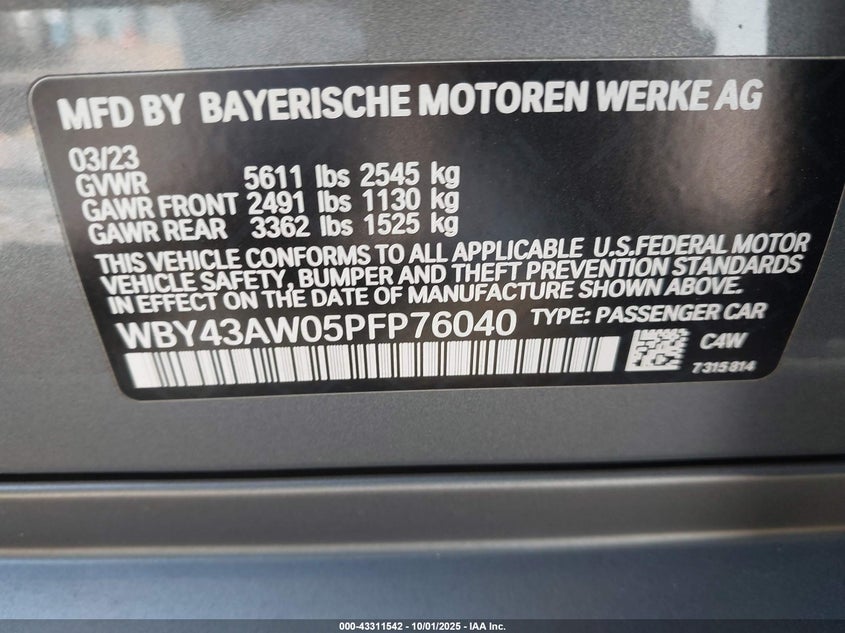 MFD BY BAYERISCHE MOTOREN WERKE AG
03/23
GVWR 5611 lbs 2545 kg
GAWR FRONT 2491 lbs 1130 kg
GAWR REAR 3362 lbs 1525 kg
THIS VEHICLE CONFORMS TO ALL APPLICABLE U.S.FEDERAL MOTOR
VEHICLE SAFETY, BUMPER AND THEFT PREVENTION STANDARDS
IN EFFECT ON THE DATE OF MANUFACTURE SHOWN ABOVE.
WBY43AW05PFP76040 TYPE: PASSENGER CAR
C4W
7315814
000-43311542 - 10/01/2025 - IAA Inc.